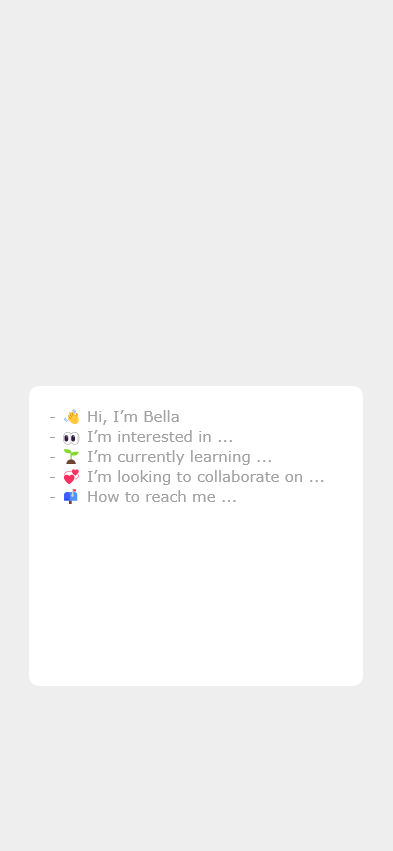 - 👋 Hi, I’m Bella
- 👀 I’m interested in ...
- 🌱 I’m currently learning ...
- 💞️ I’m looking to collaborate on ...
- 📫 How to reach me ...